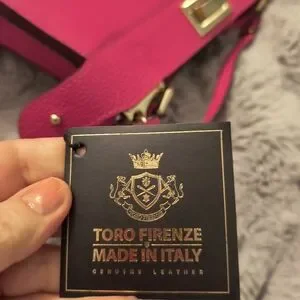 TORO FIRENZE
MADE IN ITALY
GENUINE LEATHER